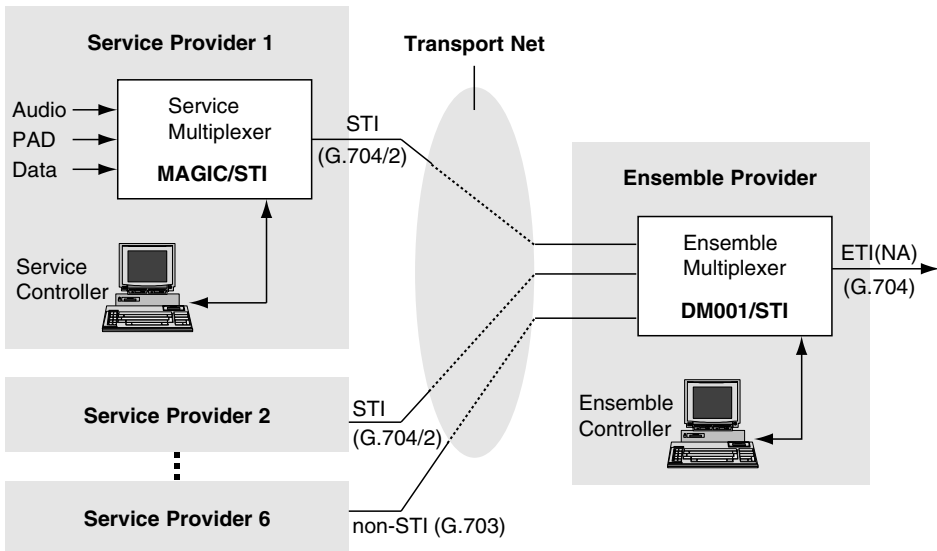 Service Provider 1
Audio
PAD
Data
Service
Multiplexer
MAGIC/STI
STI
(G.704/2)
Service
Controller
Transport Net
Ensemble Provider
Ensemble
Multiplexer
DM001/STI
ETI(NA)
(G.704)
Ensemble
Controller
Service Provider 2
STI
(G.704/2)
Service Provider 6
non-STI (G.703)